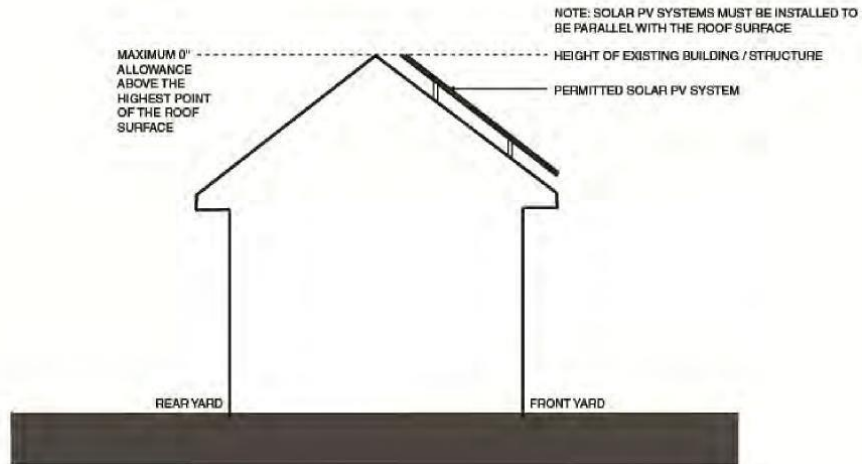 NOTE: SOLAR PV SYSTEMS MUST BE INSTALLED TO
BE PARALLEL WITH THE ROOF SURFACE
MAXIMUM 0"
ALLOWANCE
ABOVE THE
HIGHEST POINT
OF THE ROOF
SURFACE
HEIGHT OF EXISTING BUILDING / STRUCTURE
PERMITTED SOLAR PV SYSTEM
REAR YARD
FRONT YARD